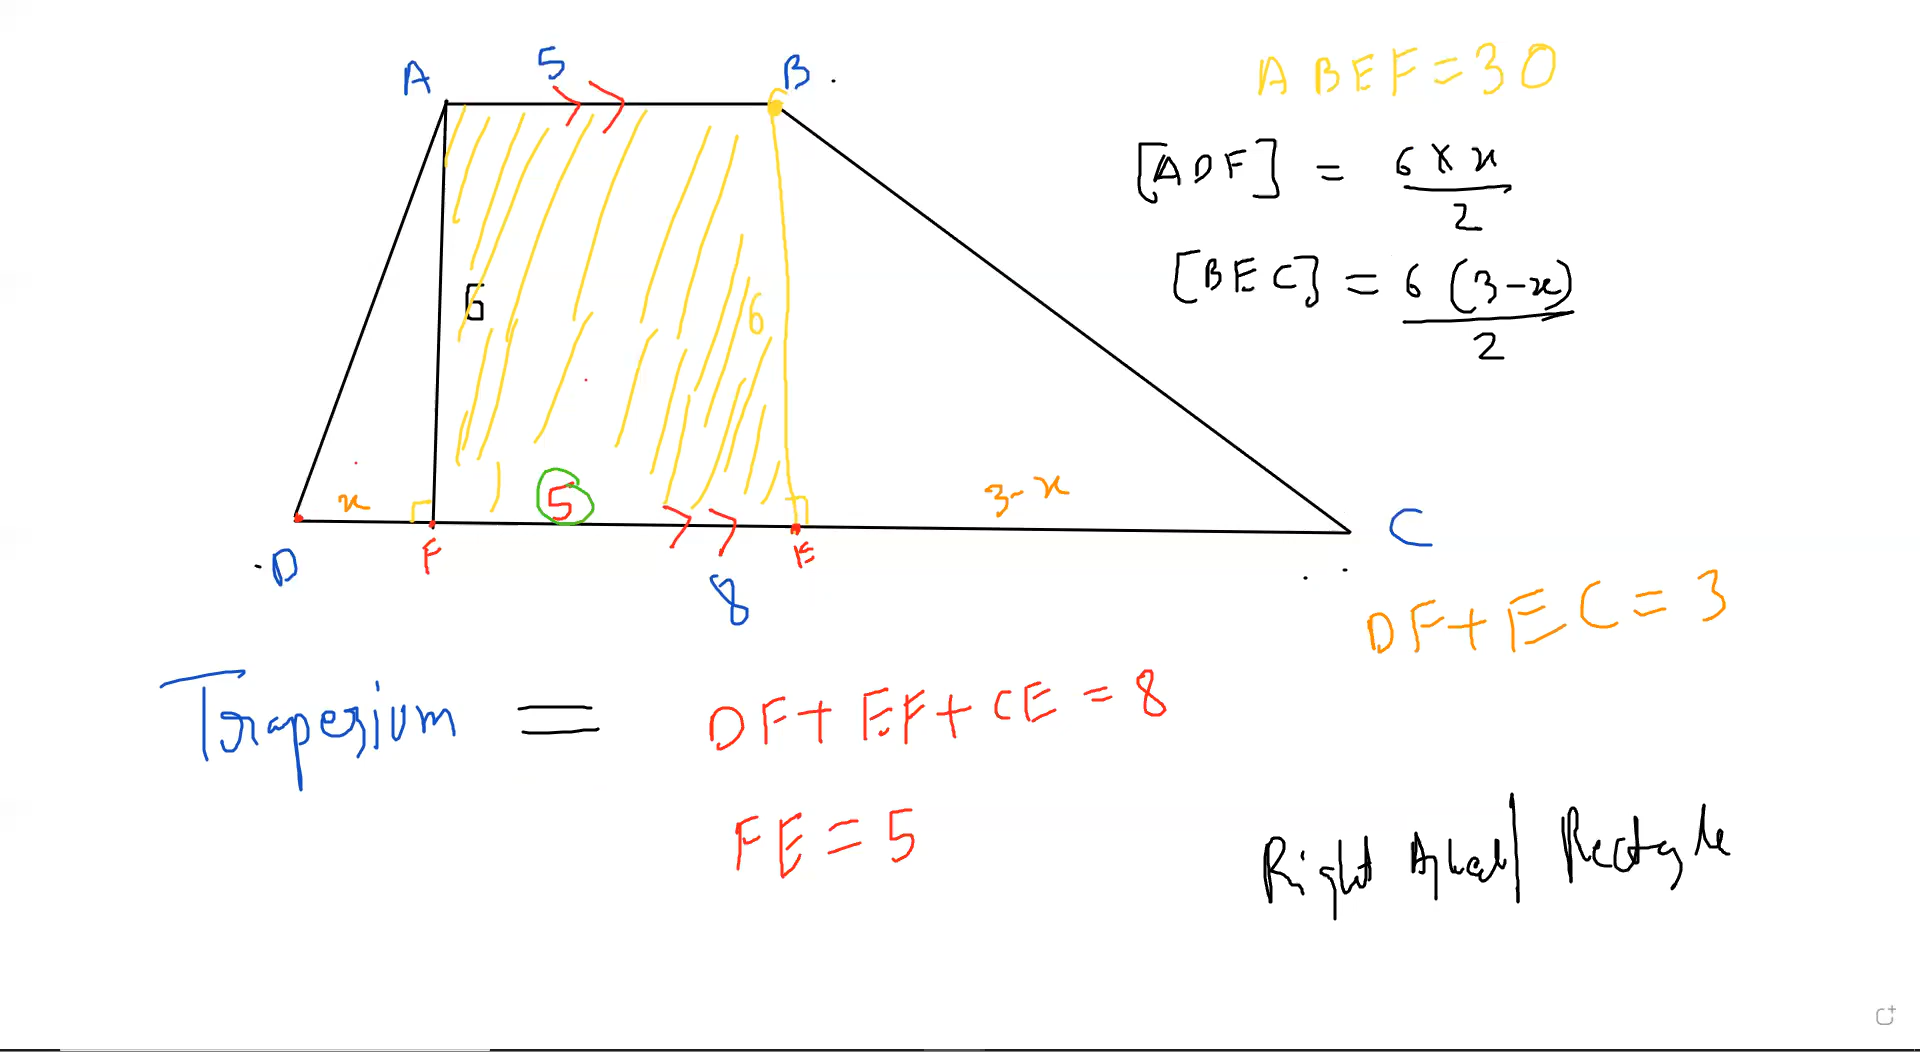 A 5 B
ABEF=30
[ADF] = 6 × x / 2
[BEC] = 6 (3-x) / 2
6
6
x 5 3-x
D F E C
8
DF+EC=3
Trapezium = DF+EF+CE=8
FE=5
Right Angled / Rectangle